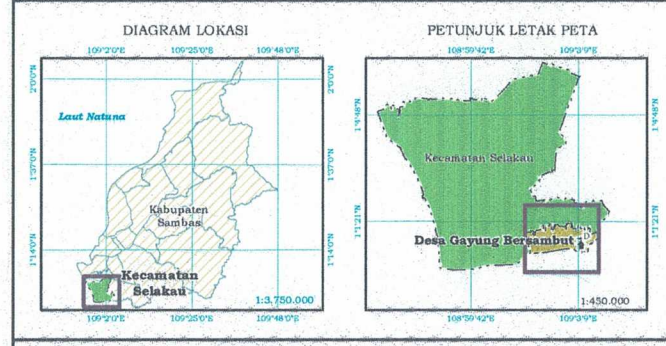 DIAGRAM LOKASI
109°2'0"E 109°25'0"E 109°48'0"E
2°0'0"N
2°0'0"N
Laut Natuna
1°37'0"N
1°37'0"N
Kabupaten
Sambas
1°14'0"N
1°14'0"N
Kecamatan
Selakau
1:3.750.000
109°2'0"E 109°25'0"E 109°48'0"E
PETUNJUK LETAK PETA
108°59'42"E 109°3'9"E
1°4'48"N
1°4'48"N
Kecamatan Selakau
1°1'21"N
1°1'21"N
Desa Gayung Bersambut
1:450.000
108°59'42"E 109°3'9"E